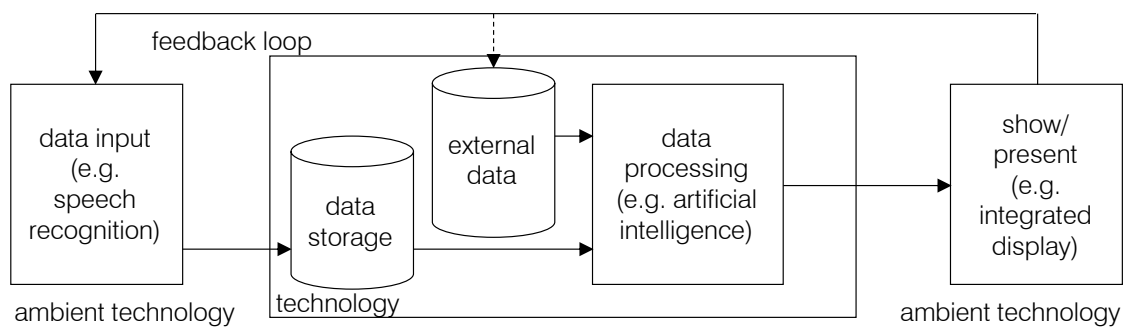 feedback loop
data input
(e.g.
speech
recognition)
ambient technology
data
storage
technology
external
data
data
processing
(e.g. artificial
intelligence)
show/
present
(e.g.
integrated
display)
ambient technology